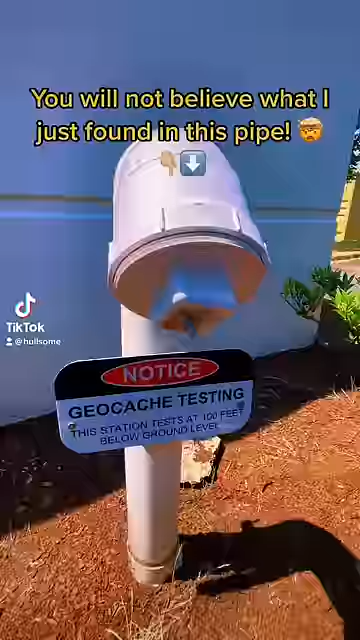 You will not believe what I
just found in this pipe! 🤯
👇🏼⬇️
TikTok
@hullsome
NOTICE
GEOCACHE TESTING
THIS STATION TESTS AT 100 FEET
BELOW GROUND LEVEL